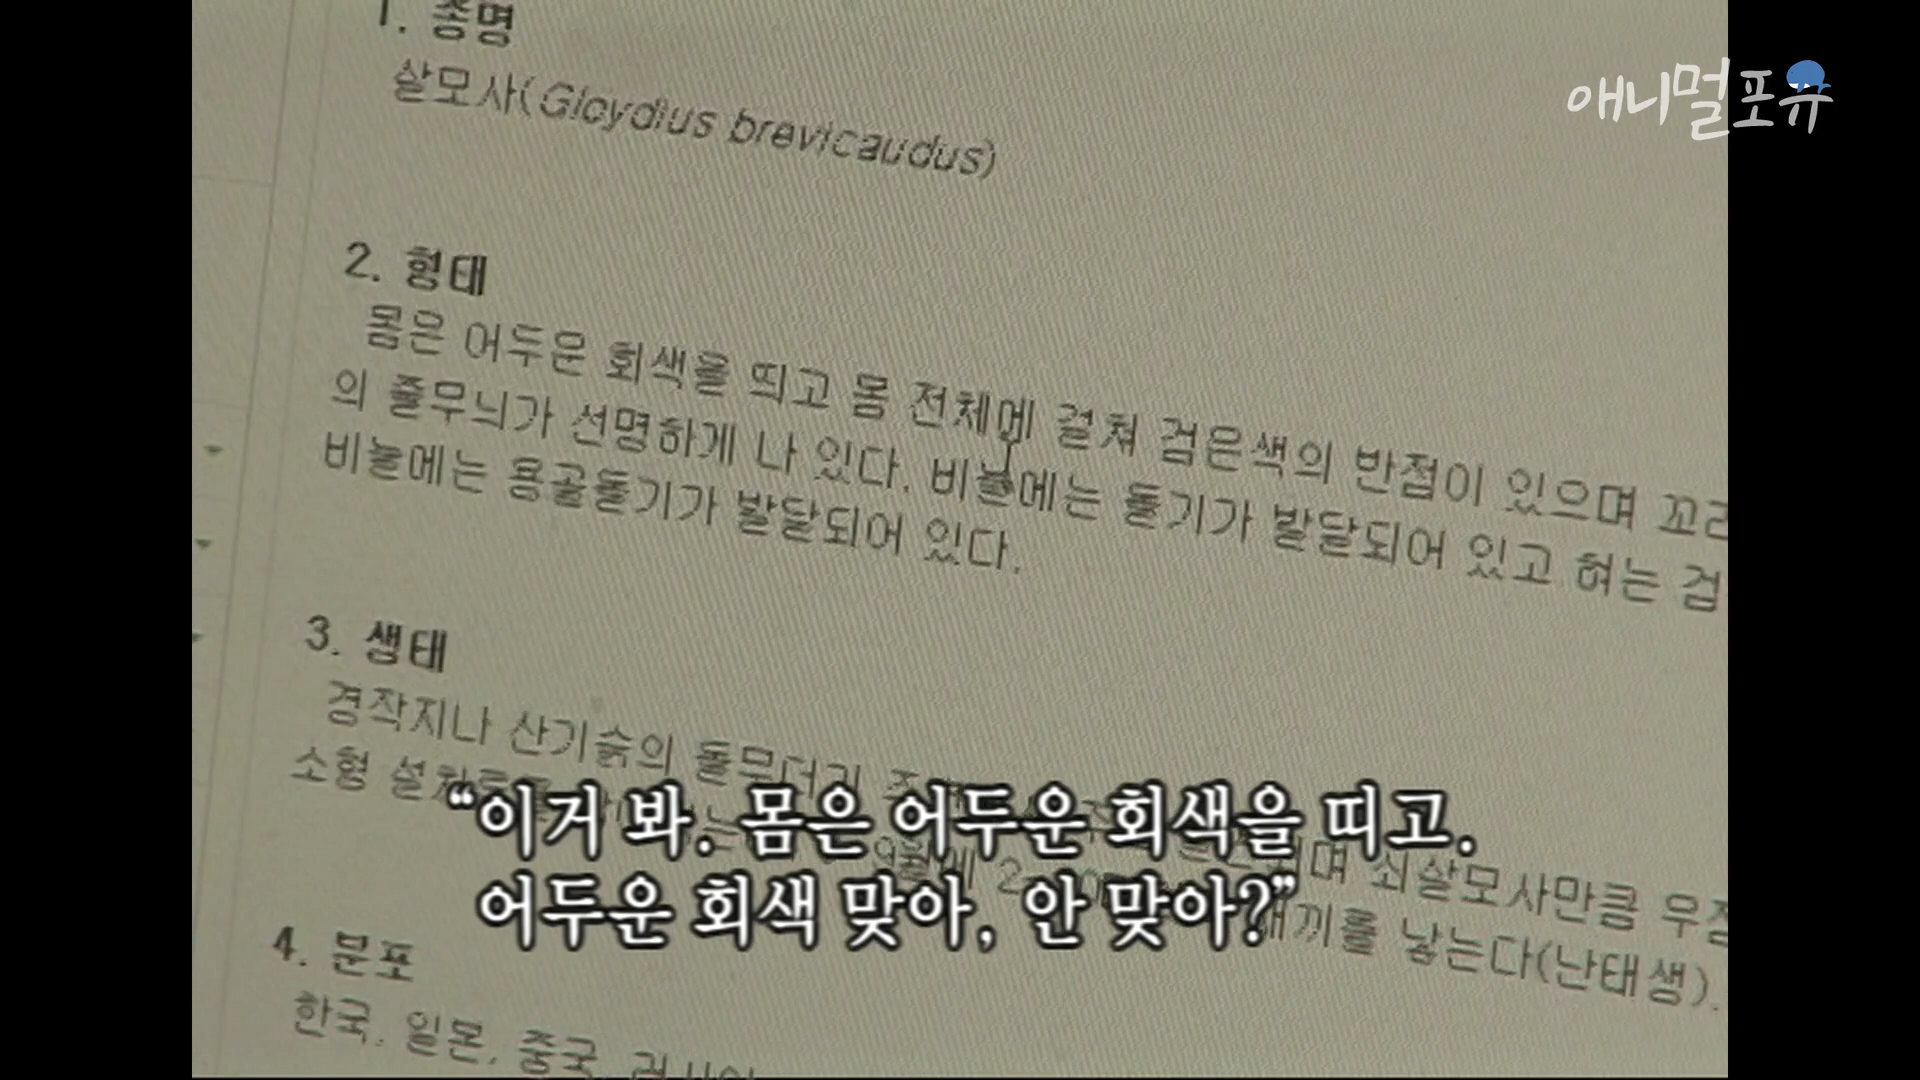 애니멀포유
1. 종명
살모사(Glcydius brevicaudus)
2. 형태
몸은 어두운 회색을 띄고 몸 전체에 걸쳐 검은색의 반점이 있으며
의 줄무늬가 선명하게 나 있다. 비늘에는 돌기가 발달되어 있고 혀는
비늘에는 용골돌기가 발달되어 있다.
3. 생태
경작지나 산기슭의 돌무더기
소형 쇠살모사만큼
새끼를 낳는다(난태생).
“이거 봐. 몸은 어두운 회색을 띠고.
어두운 회색 맞아, 안 맞아?”
4. 분포
한국, 일본, 중국,